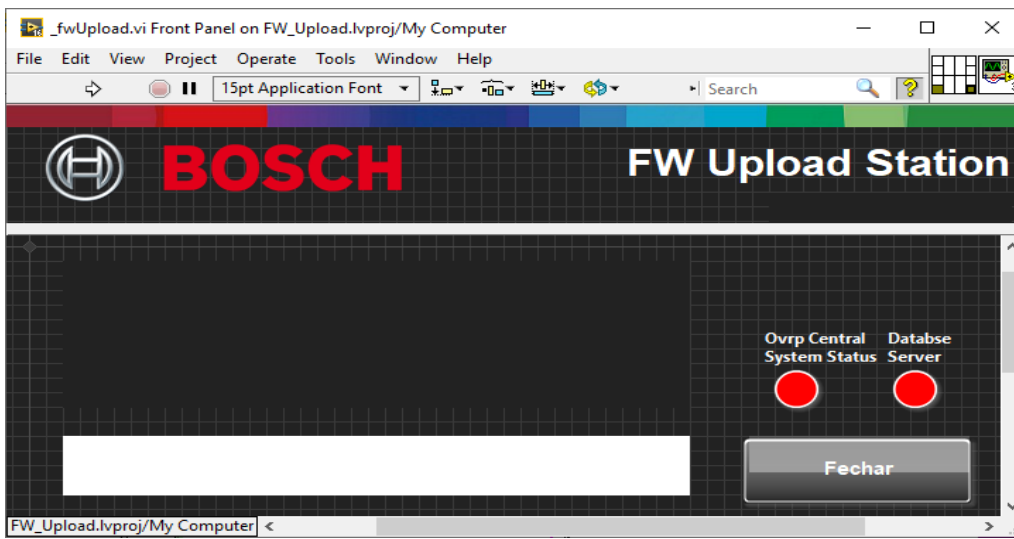 _fwUpload.vi Front Panel on FW_Upload.lvproj/My Computer
File Edit View Project Operate Tools Window Help
15pt Application Font Search
BOSCH FW Upload Station
Ovrp Central Databse
System Status Server
Fechar
FW_Upload.lvproj/My Computer